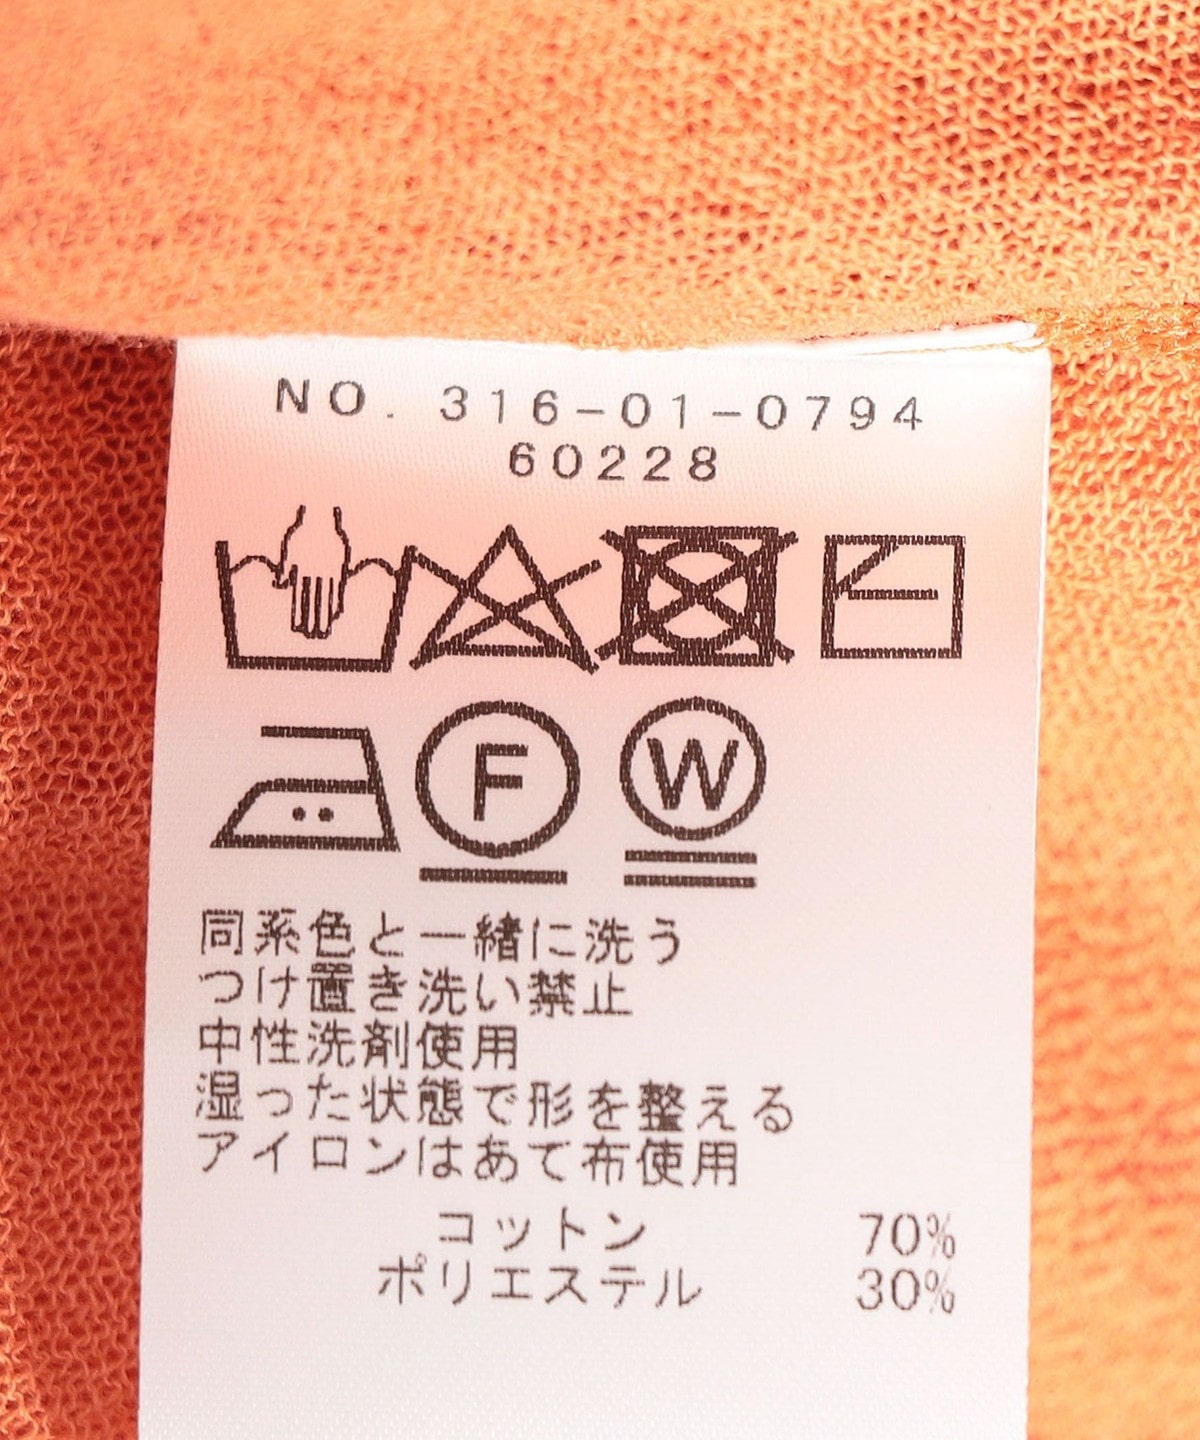 NO. 316-01-0794
60228
F W
同系色と一緒に洗う
つけ置き洗い禁止
中性洗剤使用
湿った状態で形を整える
アイロンはあて布使用
コットン 70%
ポリエステル 30%